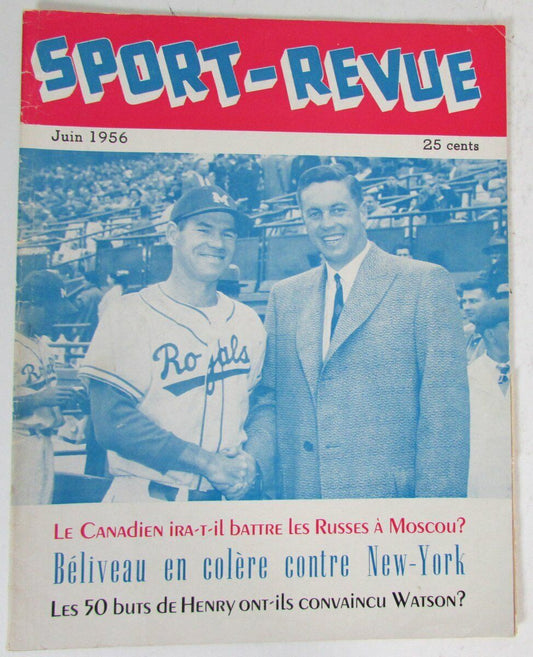 SPORT-REVUE
Juin 1956
25 cents
M
Royals
Roy
LE CANADIEN IRA-T-IL BATTRE LES RUSSES À MOSCOU?
Béliveau en colère contre New-York
LES 50 BUTS DE HENRY ONT-ILS CONVAINCU WATSON?